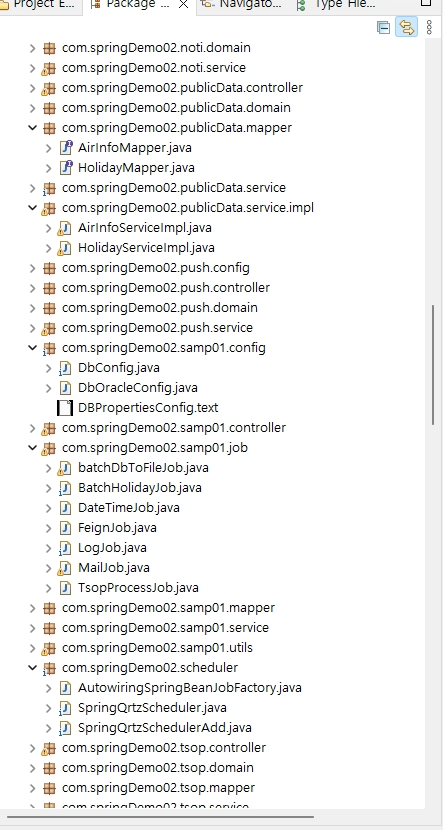 Project E...
Package ...
Navigato...
Type Hie...
com.springDemo02.noti.domain
com.springDemo02.noti.service
com.springDemo02.publicData.controller
com.springDemo02.publicData.domain
com.springDemo02.publicData.mapper
AirInfoMapper.java
HolidayMapper.java
com.springDemo02.publicData.service
com.springDemo02.publicData.service.impl
AirInfoServiceImpl.java
HolidayServiceImpl.java
com.springDemo02.push.config
com.springDemo02.push.controller
com.springDemo02.push.domain
com.springDemo02.push.service
com.springDemo02.samp01.config
DbConfig.java
DbOracleConfig.java
DBPropertiesConfig.text
com.springDemo02.samp01.controller
com.springDemo02.samp01.job
batchDbToFileJob.java
BatchHolidayJob.java
DateTimeJob.java
FeignJob.java
LogJob.java
MailJob.java
TsopProcessJob.java
com.springDemo02.samp01.mapper
com.springDemo02.samp01.service
com.springDemo02.samp01.utils
com.springDemo02.scheduler
AutowiringSpringBeanJobFactory.java
SpringQrtzScheduler.java
SpringQrtzSchedulerAdd.java
com.springDemo02.tsop.controller
com.springDemo02.tsop.domain
com.springDemo02.tsop.mapper
com.springDemo02.tsop.service